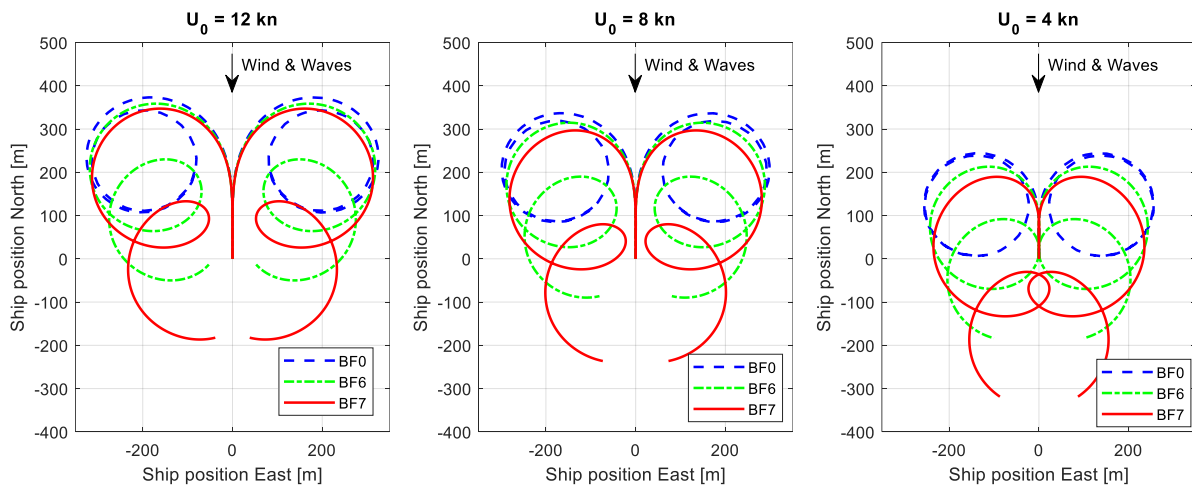 U0 = 12 kn
500
400
300
200
100
0
-100
-200
-300
-400
-200
0
200
Ship position North [m]
Ship position East [m]
Wind & Waves
BF0
BF6
BF7
U0 = 8 kn
500
400
300
200
100
0
-100
-200
-300
-400
-200
0
200
Ship position North [m]
Ship position East [m]
Wind & Waves
BF0
BF6
BF7
U0 = 4 kn
500
400
300
200
100
0
-100
-200
-300
-400
-200
0
200
Ship position North [m]
Ship position East [m]
Wind & Waves
BF0
BF6
BF7